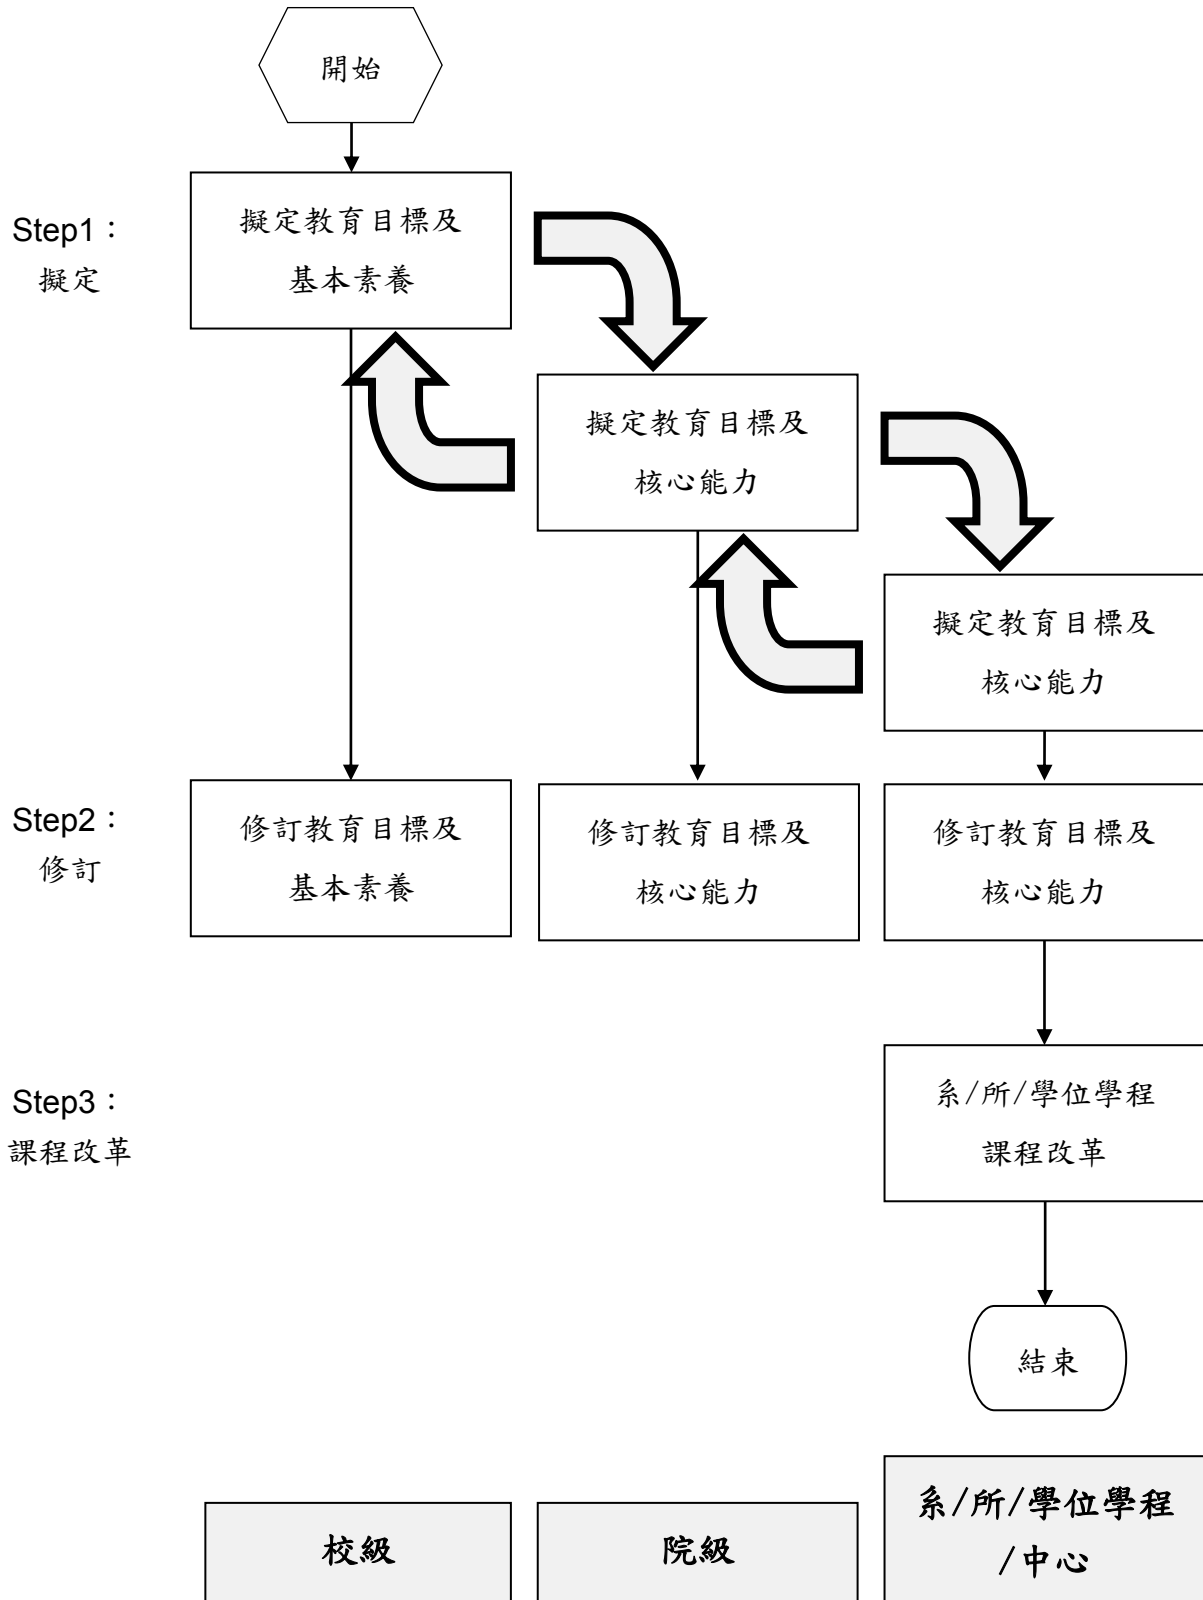 開始
Step1：
擬定
擬定教育目標及
基本素養
擬定教育目標及
核心能力
擬定教育目標及
核心能力
Step2：
修訂
修訂教育目標及
基本素養
修訂教育目標及
核心能力
修訂教育目標及
核心能力
Step3：
課程改革
系/所/學位學程
課程改革
結束
校級
院級
系/所/學位學程
/中心